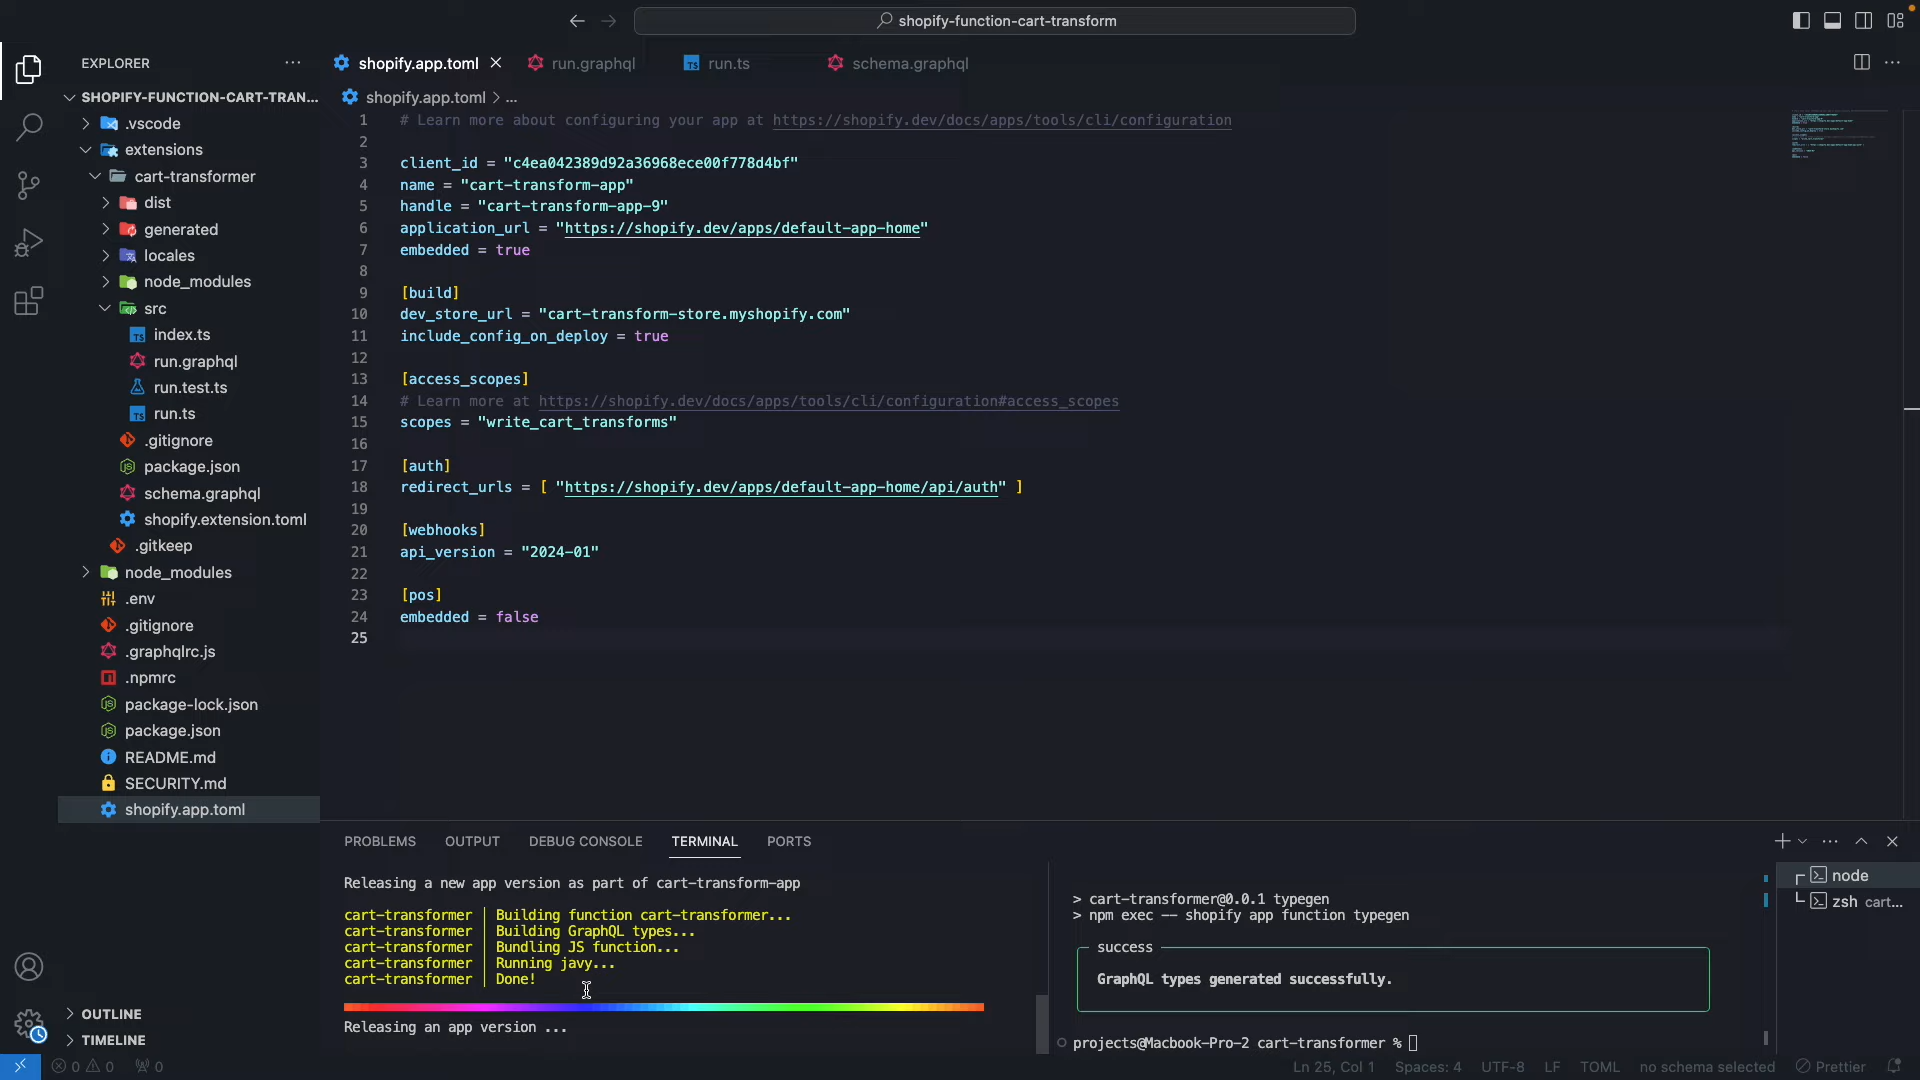 shopify-function-cart-transform
EXPLORER
SHOPIFY-FUNCTION-CART-TRAN...
.vscode
extensions
cart-transformer
dist
generated
locales
node_modules
src
index.ts
run.graphql
run.test.ts
run.ts
.gitignore
package.json
schema.graphql
shopify.extension.toml
.gitkeep
node_modules
.env
.gitignore
.graphqlrc.js
.npmrc
package-lock.json
package.json
README.md
SECURITY.md
shopify.app.toml
OUTLINE
TIMELINE
shopify.app.toml run.graphql run.ts schema.graphql
shopify.app.toml > ...
1 # Learn more about configuring your app at https://shopify.dev/docs/apps/tools/cli/configuration
2
3 client_id = "c4ea042389d92a36968ece00f778d4bf"
4 name = "cart-transform-app"
5 handle = "cart-transform-app-9"
6 application_url = "https://shopify.dev/apps/default-app-home"
7 embedded = true
8
9 [build]
10 dev_store_url = "cart-transform-store.myshopify.com"
11 include_config_on_deploy = true
12
13 [access_scopes]
14 # Learn more at https://shopify.dev/docs/apps/tools/cli/configuration#access_scopes
15 scopes = "write_cart_transforms"
16
17 [auth]
18 redirect_urls = [ "https://shopify.dev/apps/default-app-home/api/auth" ]
19
20 [webhooks]
21 api_version = "2024-01"
22
23 [pos]
24 embedded = false
25
PROBLEMS OUTPUT DEBUG CONSOLE TERMINAL PORTS
Releasing a new app version as part of cart-transform-app
cart-transformer | Building function cart-transformer...
cart-transformer | Building GraphQL types...
cart-transformer | Bundling JS function...
cart-transformer | Running javy...
cart-transformer | Done!
Releasing an app version ...
> cart-transformer@0.0.1 typegen
> npm exec -- shopify app function typegen
success
GraphQL types generated successfully.
projects@Macbook-Pro-2 cart-transformer %
node
zsh cart...
0 0 0
Ln 25, Col 1 Spaces: 4 UTF-8 LF TOML no schema selected Prettier